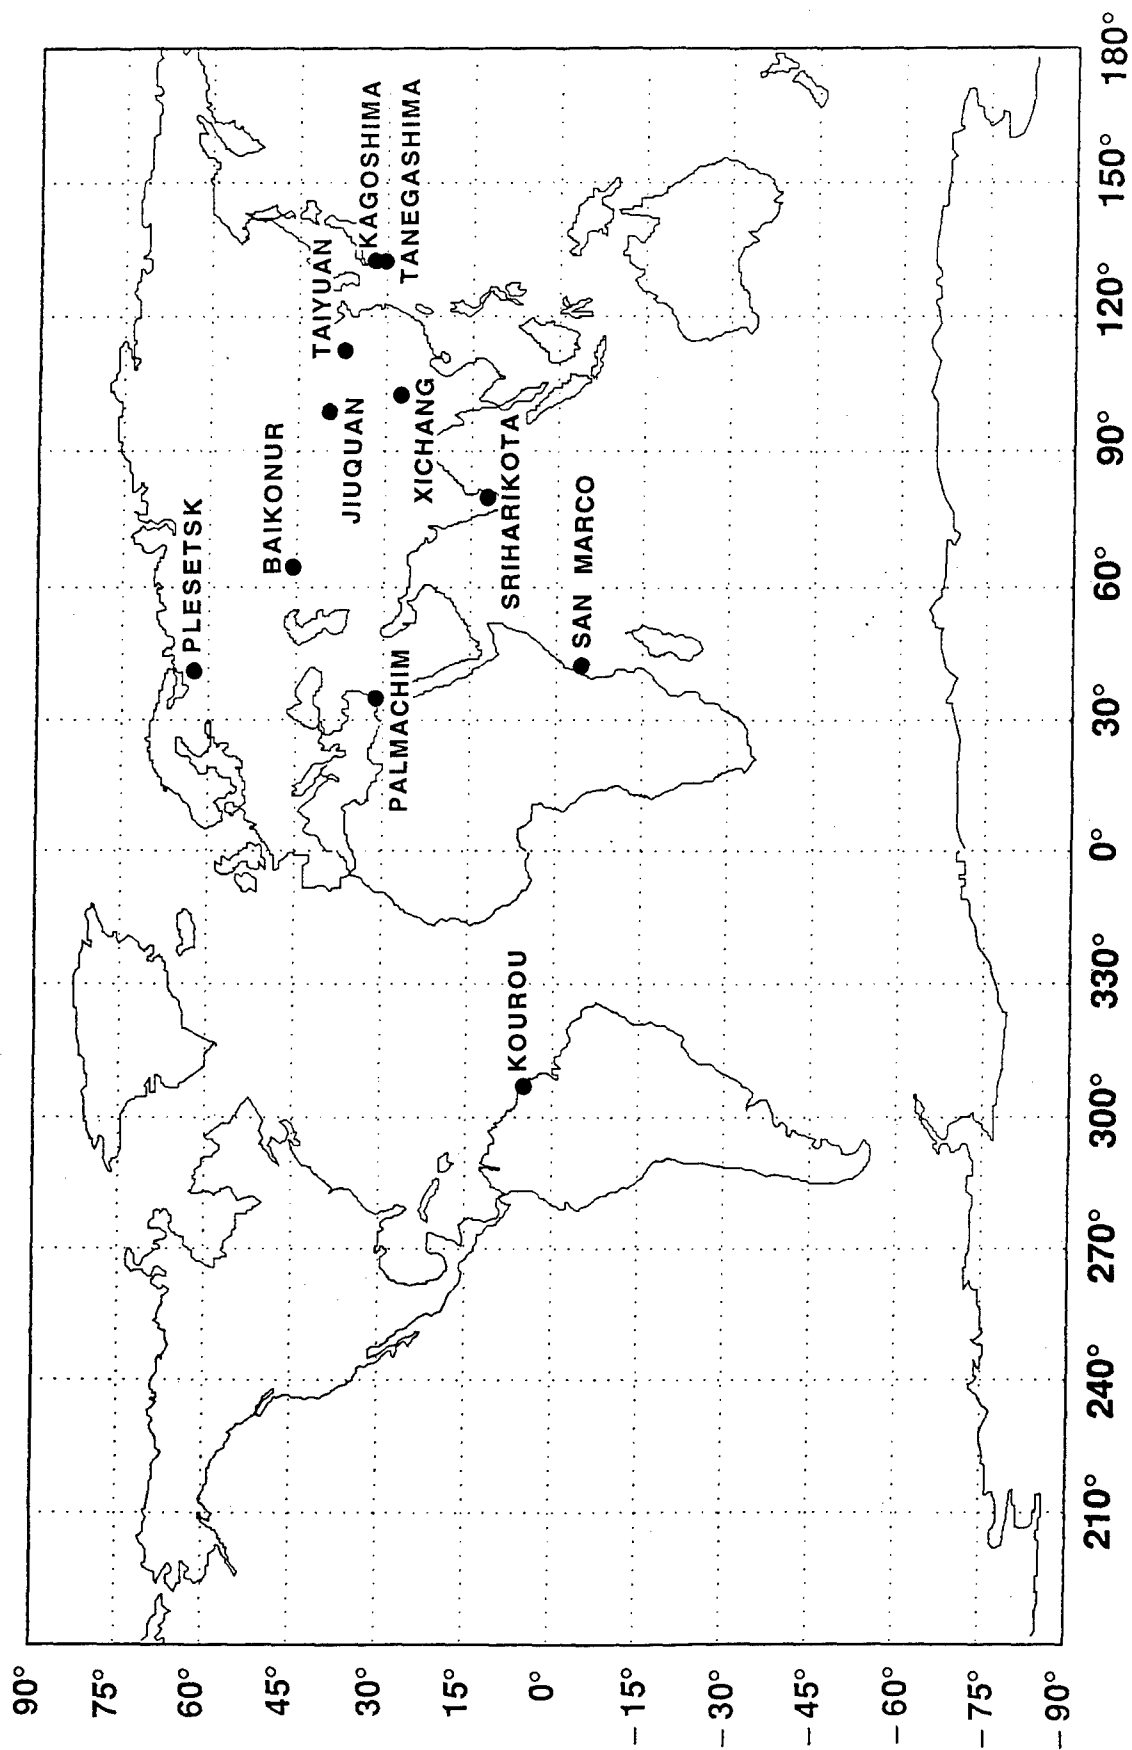 90°
75°
60°
45°
30°
15°
0°
-15°
-30°
-45°
-60°
-75°
-90°
210°
240°
270°
300°
330°
0°
30°
60°
90°
120°
150°
180°
PLESETSK
BAIKONUR
JIUQUAN
TAIYUAN
KAGOSHIMA
TANEGASHIMA
XICHANG
SRIHARIKOTA
SAN MARCO
PALMACHIM
KOUROU